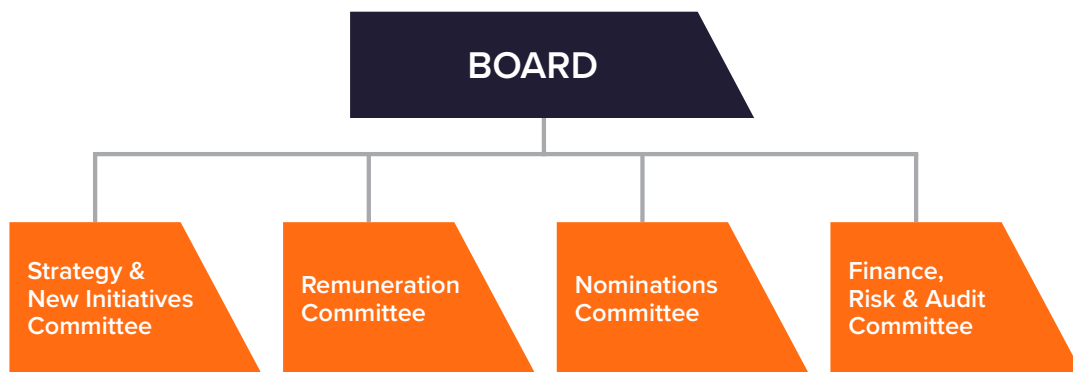 BOARD
Strategy &
New Initiatives
Committee
Remuneration
Committee
Nominations
Committee
Finance,
Risk & Audit
Committee